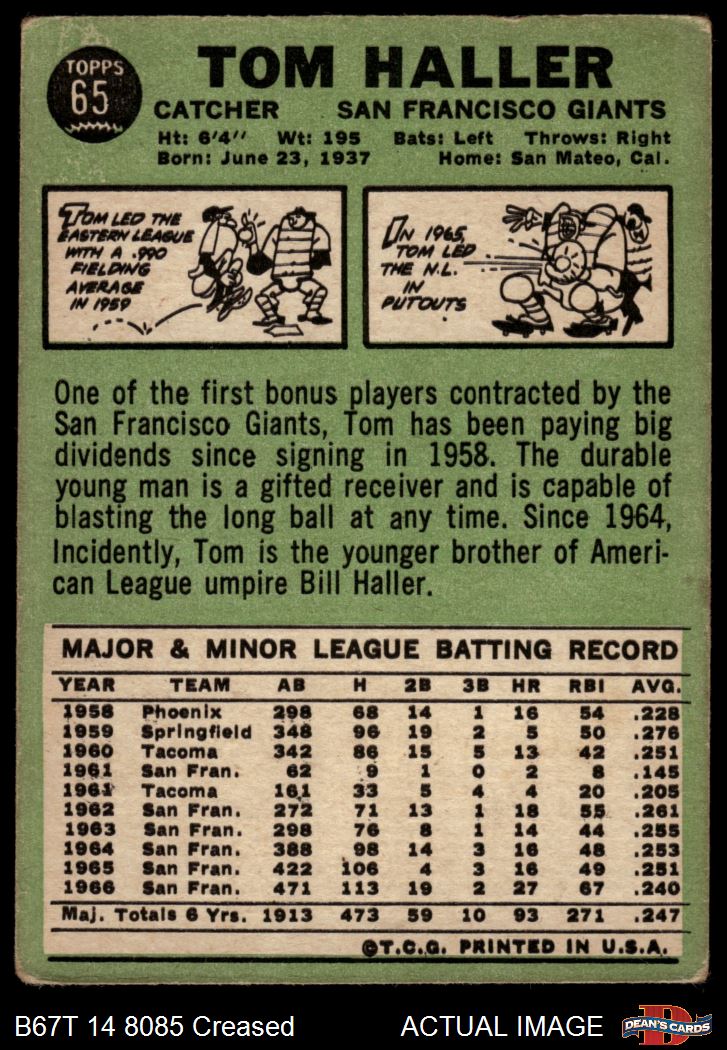 TOPPS
65
TOM HALLER
CATCHER SAN FRANCISCO GIANTS
Ht: 6'4" Wt: 195 Bats: Left Throws: Right
Born: June 23, 1937 Home: San Mateo, Cal.
TOM LED THE
EASTERN LEAGUE
WITH A .990
FIELDING
AVERAGE
IN 1959
IN 1965,
TOM LED
THE N.L.
IN
PUTOUTS
One of the first bonus players contracted by the
San Francisco Giants, Tom has been paying big
dividends since signing in 1958. The durable
young man is a gifted receiver and is capable of
blasting the long ball at any time. Since 1964,
Incidently, Tom is the younger brother of Ameri-
can League umpire Bill Haller.
MAJOR & MINOR LEAGUE BATTING RECORD
YEAR TEAM AB H 2B 3B HR RBI AVG.
1958 Phoenix 298 68 14 1 16 54 .228
1959 Springfield 348 96 19 2 5 50 .276
1960 Tacoma 342 86 15 5 13 42 .251
1961 San Fran. 62 9 1 0 2 8 .145
1961 Tacoma 161 33 5 4 4 20 .205
1962 San Fran. 272 71 13 1 18 55 .261
1963 San Fran. 298 76 8 1 14 44 .255
1964 San Fran. 388 98 14 3 16 48 .253
1965 San Fran. 422 106 4 3 16 49 .251
1966 San Fran. 471 113 19 2 27 67 .240
Maj. Totals 6 Yrs. 1913 473 59 10 93 271 .247
©T.C.G. PRINTED IN U.S.A.
B67T 14 8085 Creased ACTUAL IMAGE
D
DEAN'S CARDS